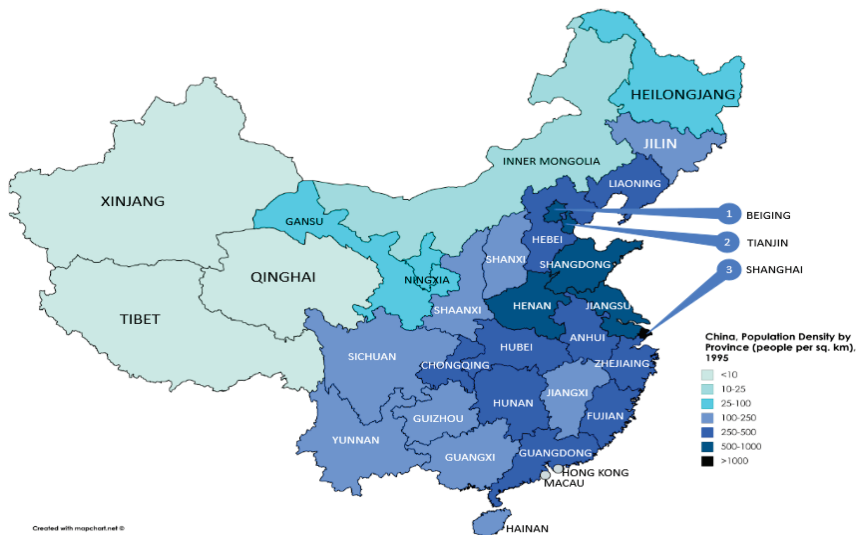 HEILONGJANG
JILIN
INNER MONGOLIA
LIAONING
XINJANG
GANSU
1 BEIGING
HEBEI
2 TIANJIN
SHANXI
SHANGDONG
3 SHANGHAI
QINGHAI
NINGXIA
TIBET
SHAANXI
HENAN
JIANGSU
ANHUI
SICHUAN
CHONGQING
HUBEI
ZHEJAING
HUNAN
JIANGXI
GUIZHOU
FUJIAN
YUNNAN
GUANGXI
GUANGDONG
HONG KONG
MACAU
HAINAN
China, Population Density by
Province (people per sq. km),
1995
<10
10-25
25-100
100-250
250-500
500-1000
>1000
Created with mapchart.net ©